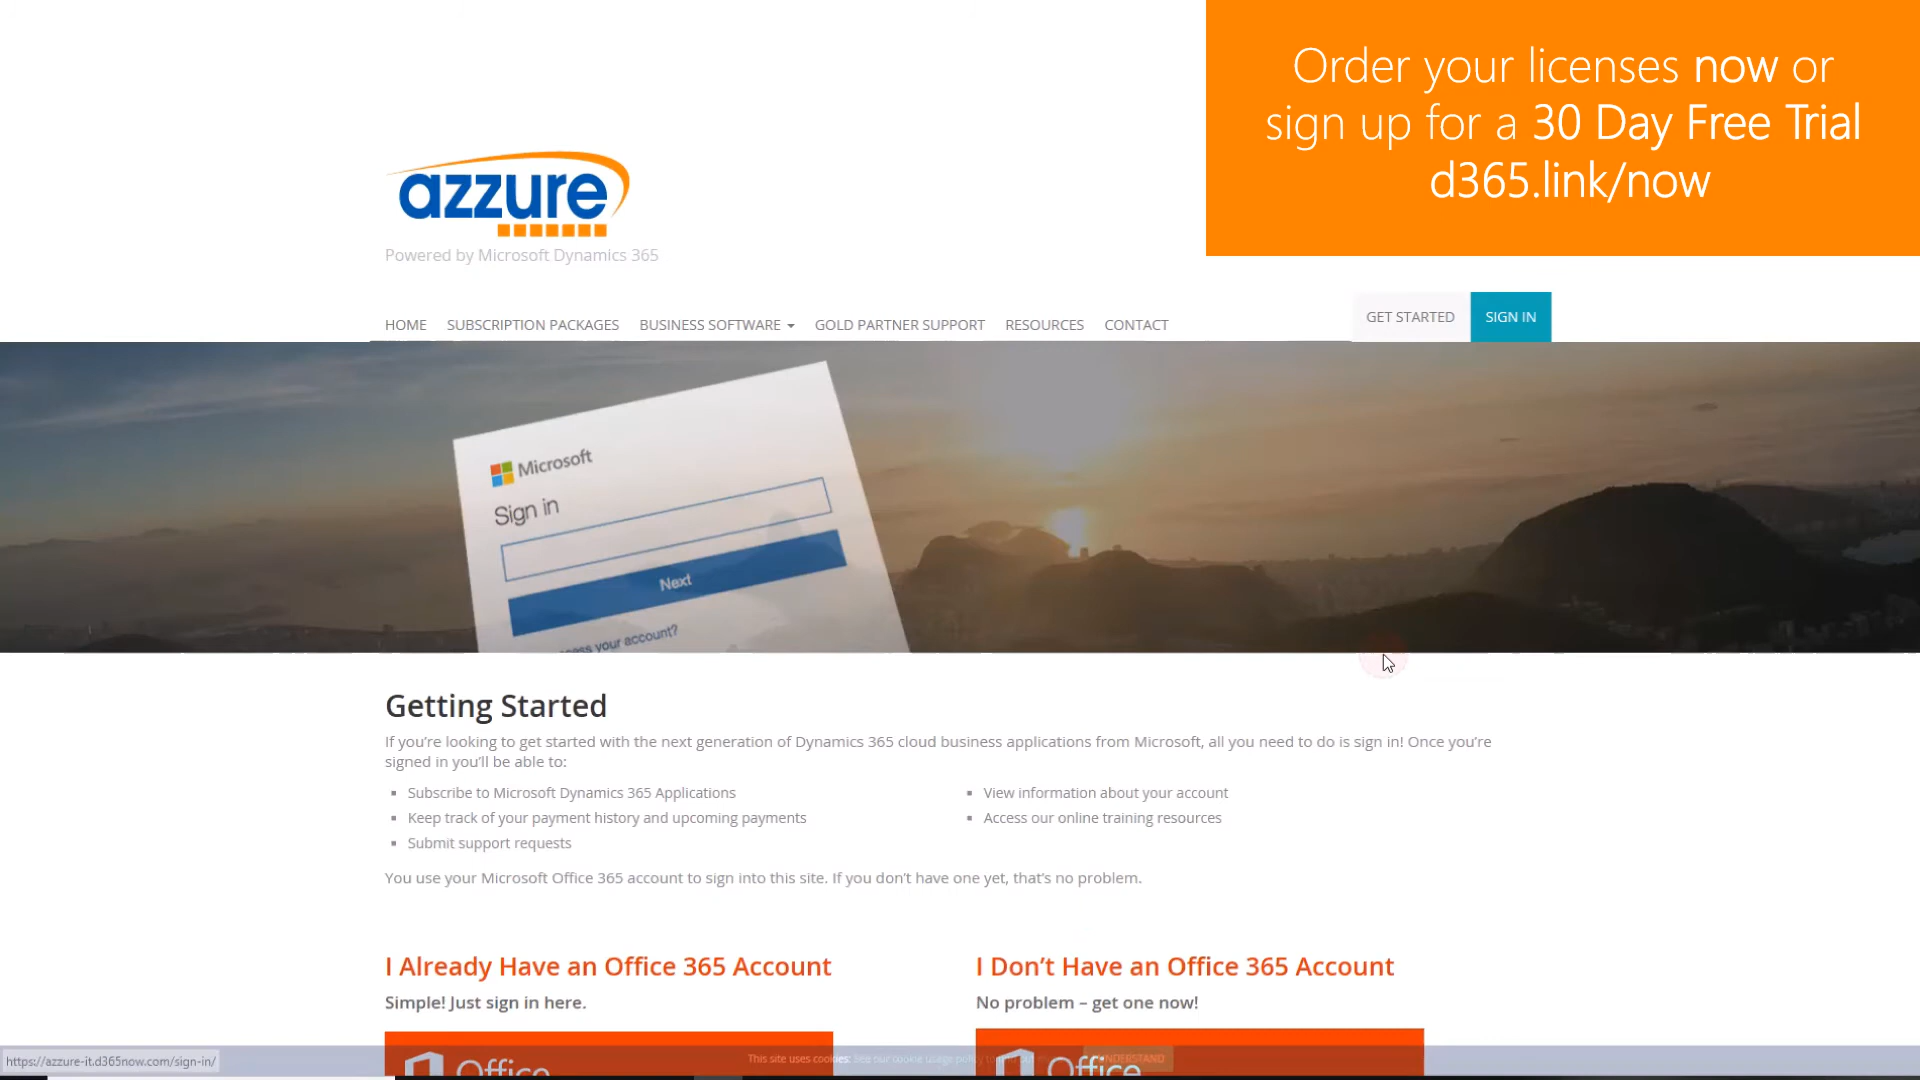 Order your licenses now or
sign up for a 30 Day Free Trial
d365.link/now
azzure
Powered by Microsoft Dynamics 365
HOME SUBSCRIPTION PACKAGES BUSINESS SOFTWARE GOLD PARTNER SUPPORT RESOURCES CONTACT GET STARTED SIGN IN
Microsoft
Sign in
Next
your account?
Getting Started
If you’re looking to get started with the next generation of Dynamics 365 cloud business applications from Microsoft, all you need to do is sign in! Once you’re
signed in you’ll be able to:
Subscribe to Microsoft Dynamics 365 Applications
Keep track of your payment history and upcoming payments
Submit support requests
View information about your account
Access our online training resources
You use your Microsoft Office 365 account to sign into this site. If you don’t have one yet, that’s no problem.
I Already Have an Office 365 Account
Simple! Just sign in here.
Office
I Don’t Have an Office 365 Account
No problem – get one now!
Office
This site uses cookies: See our cookie usage policy
https://azzure-it.d365now.com/sign-in/